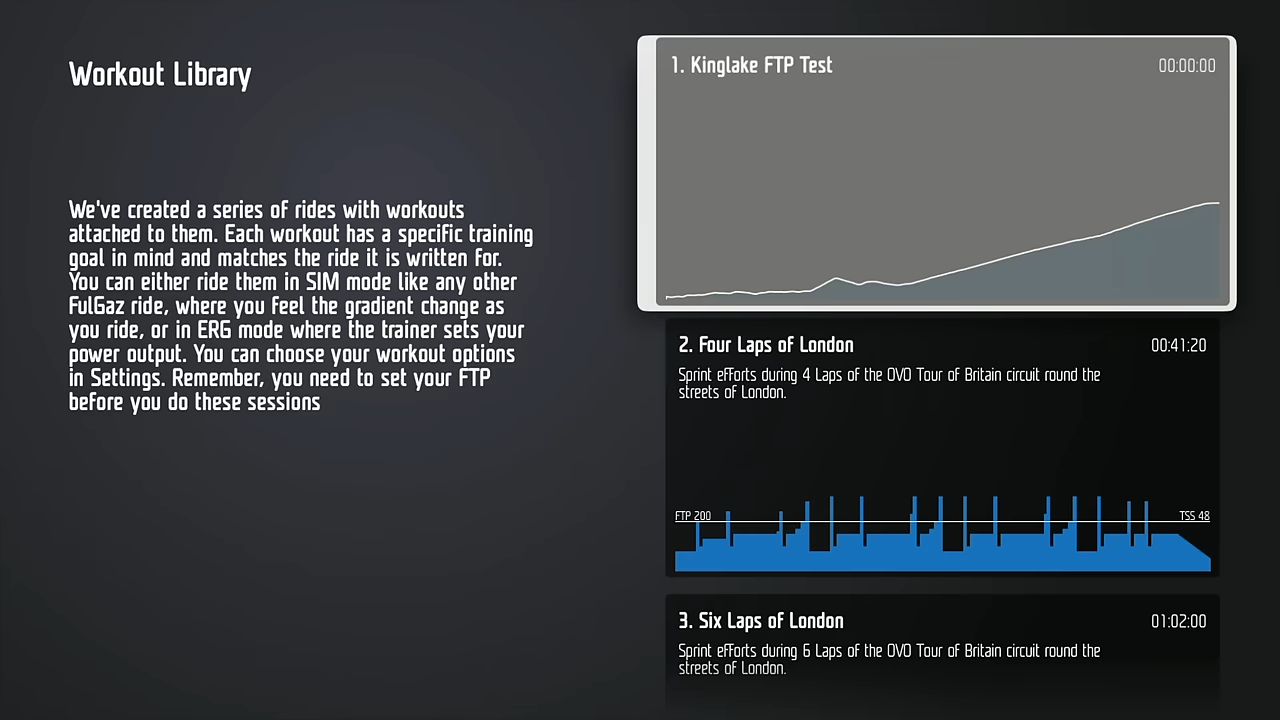 Workout Library
We've created a series of rides with workouts
attached to them. Each workout has a specific training
goal in mind and matches the ride it is written for.
You can either ride them in SIM mode like any other
FulGaz ride, where you feel the gradient change as
you ride, or in ERG mode where the trainer sets your
power output. You can choose your workout options
in Settings. Remember, you need to set your FTP
before you do these sessions
1. Kinglake FTP Test
00:00:00
2. Four Laps of London
00:41:20
Sprint efforts during 4 Laps of the OVO Tour of Britain circuit round the
streets of London.
FTP 200
TSS 48
3. Six Laps of London
01:02:00
Sprint efforts during 6 Laps of the OVO Tour of Britain circuit round the
streets of London.